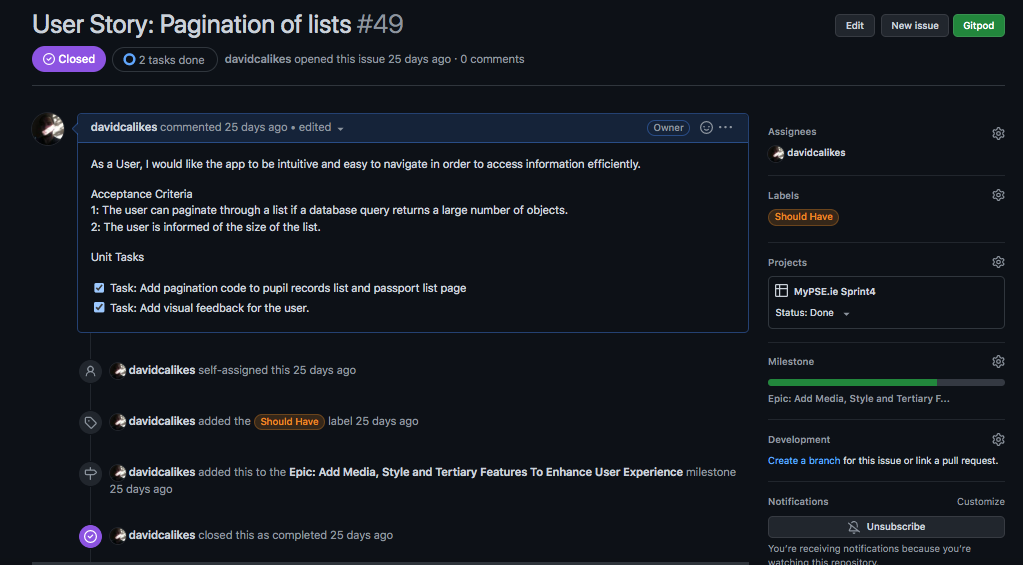 User Story: Pagination of lists #49
Edit
New issue
Gitpod
Closed
2 tasks done
davidcalikes opened this issue 25 days ago · 0 comments
davidcalikes commented 25 days ago • edited
Owner
As a User, I would like the app to be intuitive and easy to navigate in order to access information efficiently.
Acceptance Criteria
1: The user can paginate through a list if a database query returns a large number of objects.
2: The user is informed of the size of the list.
Unit Tasks
Task: Add pagination code to pupil records list and passport list page
Task: Add visual feedback for the user.
davidcalikes self-assigned this 25 days ago
davidcalikes added the Should Have label 25 days ago
davidcalikes added this to the Epic: Add Media, Style and Tertiary Features To Enhance User Experience milestone
25 days ago
davidcalikes closed this as completed 25 days ago
Assignees
davidcalikes
Labels
Should Have
Projects
MyPSE.ie Sprint4
Status: Done
Milestone
Epic: Add Media, Style and Tertiary F...
Development
Create a branch for this issue or link a pull request.
Notifications
Customize
Unsubscribe
You're receiving notifications because you're
watching this repository.